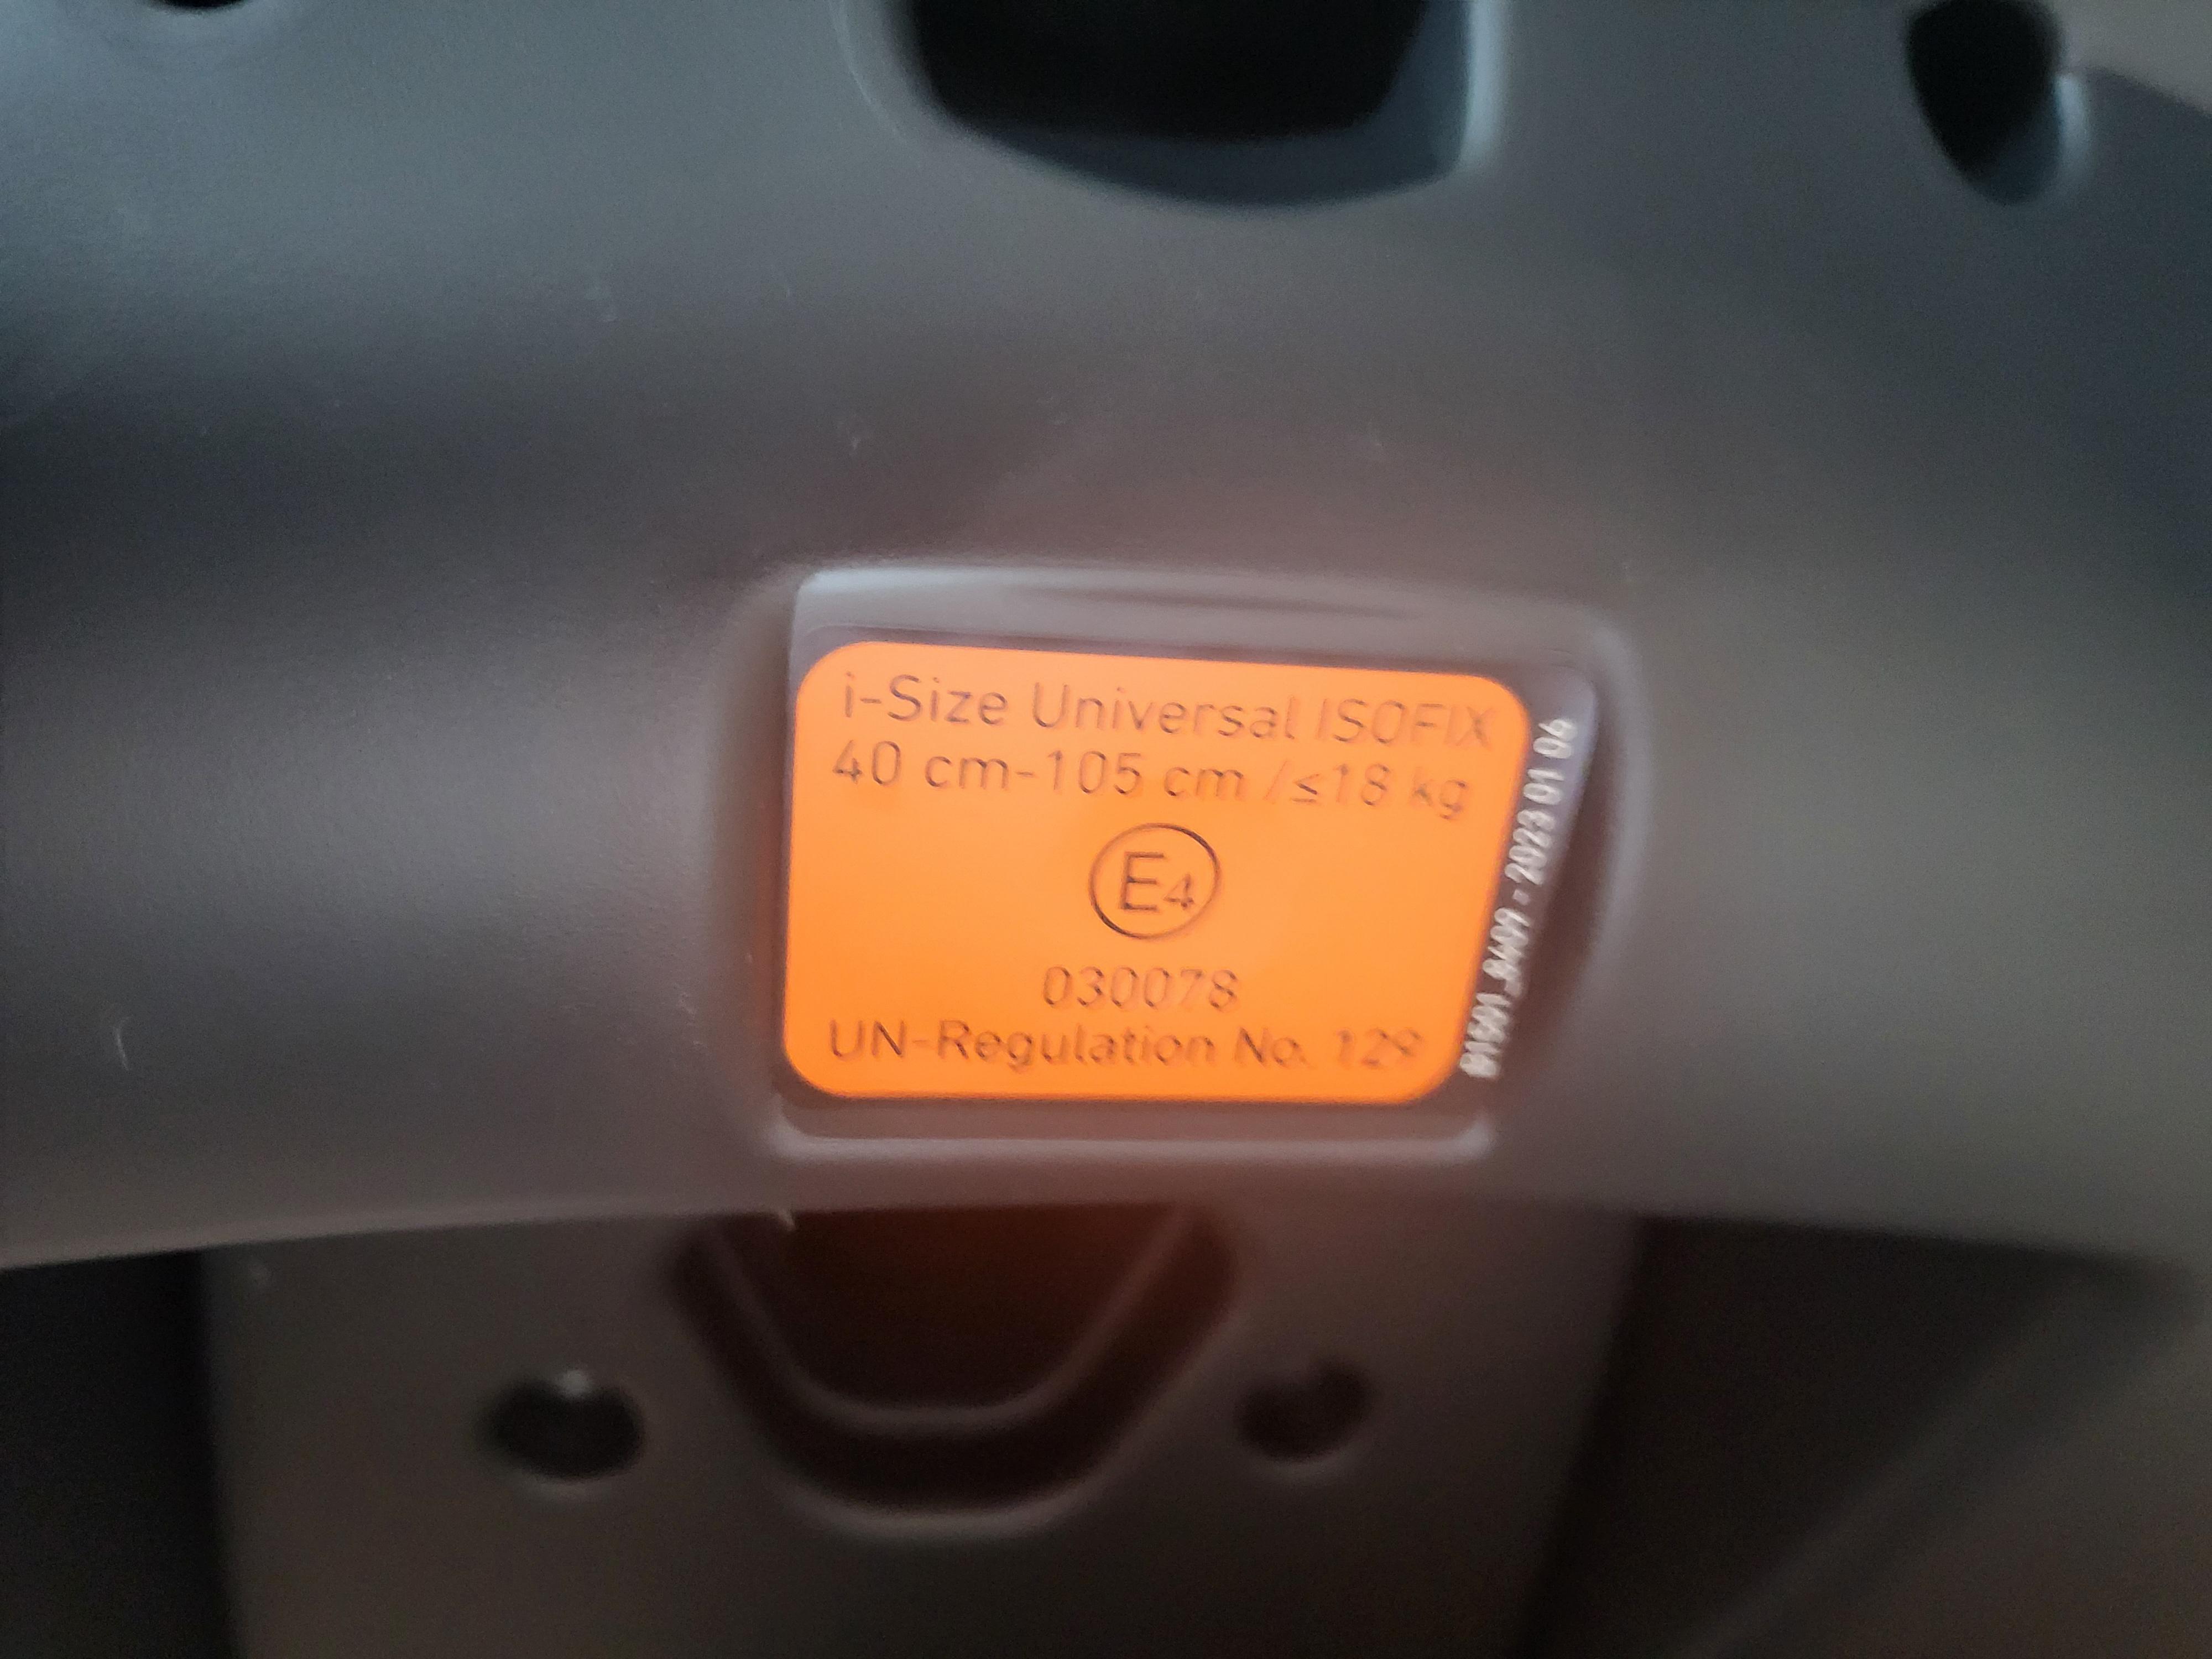 i-Size Universal ISOFIX
40 cm-105 cm /≤18 kg
E4
030078
UN-Regulation No. 129
2023 01 06